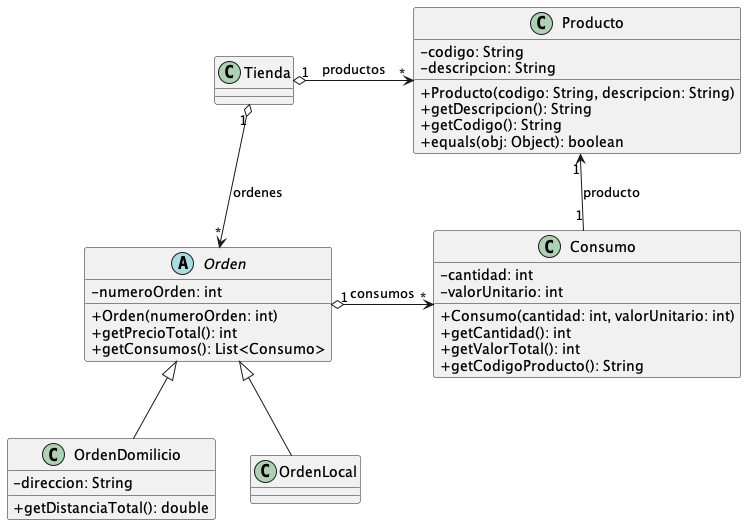 C Producto
-codigo: String
-descripcion: String
+Producto(codigo: String, descripcion: String)
+getDescripcion(): String
+getCodigo(): String
+equals(obj: Object): boolean
C Tienda
1 productos *
1
ordenes
*
1
producto
1
A Orden
-numeroOrden: int
+Orden(numeroOrden: int)
+getPrecioTotal(): int
+getConsumos(): List<Consumo>
1 consumos *
C Consumo
-cantidad: int
-valorUnitario: int
+Consumo(cantidad: int, valorUnitario: int)
+getCantidad(): int
+getValorTotal(): int
+getCodigoProducto(): String
C OrdenDomilicio
-direccion: String
+getDistanciaTotal(): double
C OrdenLocal